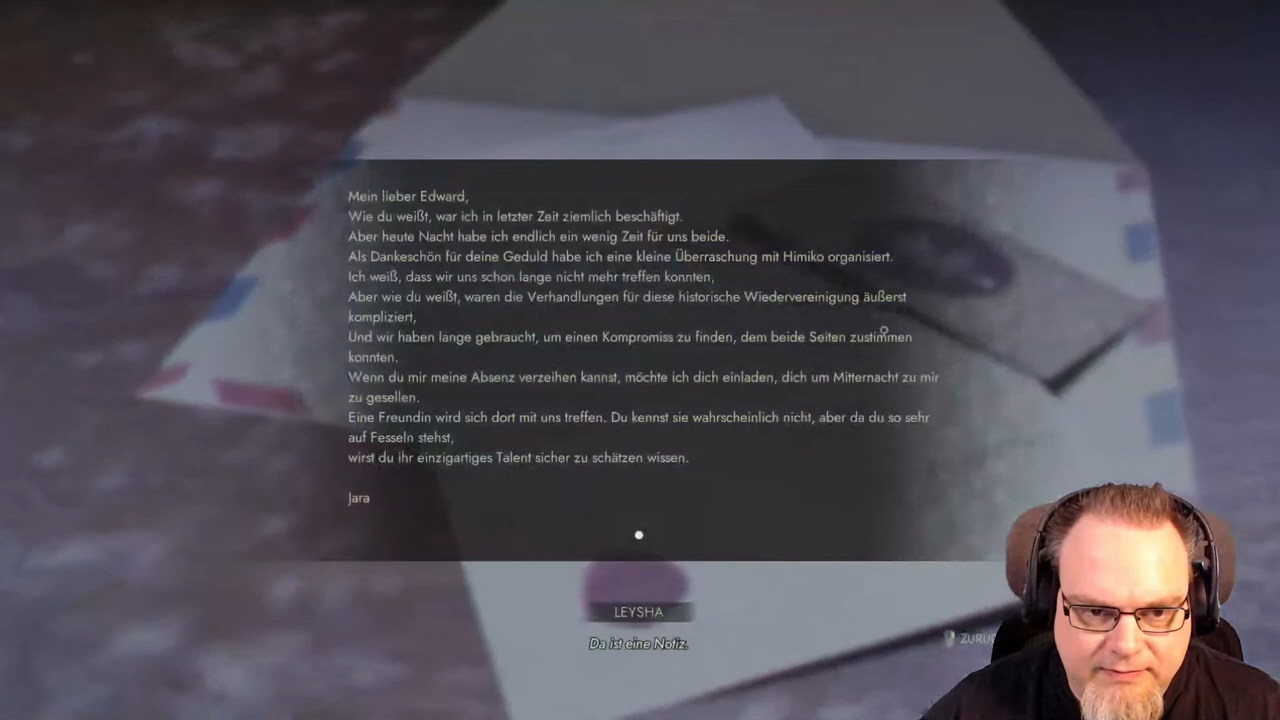 Mein lieber Edward,
Wie du weißt, war ich in letzter Zeit ziemlich beschäftigt.
Aber heute Nacht habe ich endlich ein wenig Zeit für uns beide.
Als Dankeschön für deine Geduld habe ich eine kleine Überraschung mit Himiko organisiert.
Ich weiß, dass wir uns schon lange nicht mehr treffen konnten,
Aber wie du weißt, waren die Verhandlungen für diese historische Wiedervereinigung äußerst
kompliziert,
Und wir haben lange gebraucht, um einen Kompromiss zu finden, dem beide Seiten zustimmen
konnten.
Wenn du mir meine Absenz verzeihen kannst, möchte ich dich einladen, dich um Mitternacht zu mir
zu gesellen.
Eine Freundin wird sich dort mit uns treffen. Du kennst sie wahrscheinlich nicht, aber da du so sehr
auf Fesseln stehst,
wirst du ihr einzigartiges Talent sicher zu schätzen wissen.
Jara
LEYSHA
Da ist eine Notiz.